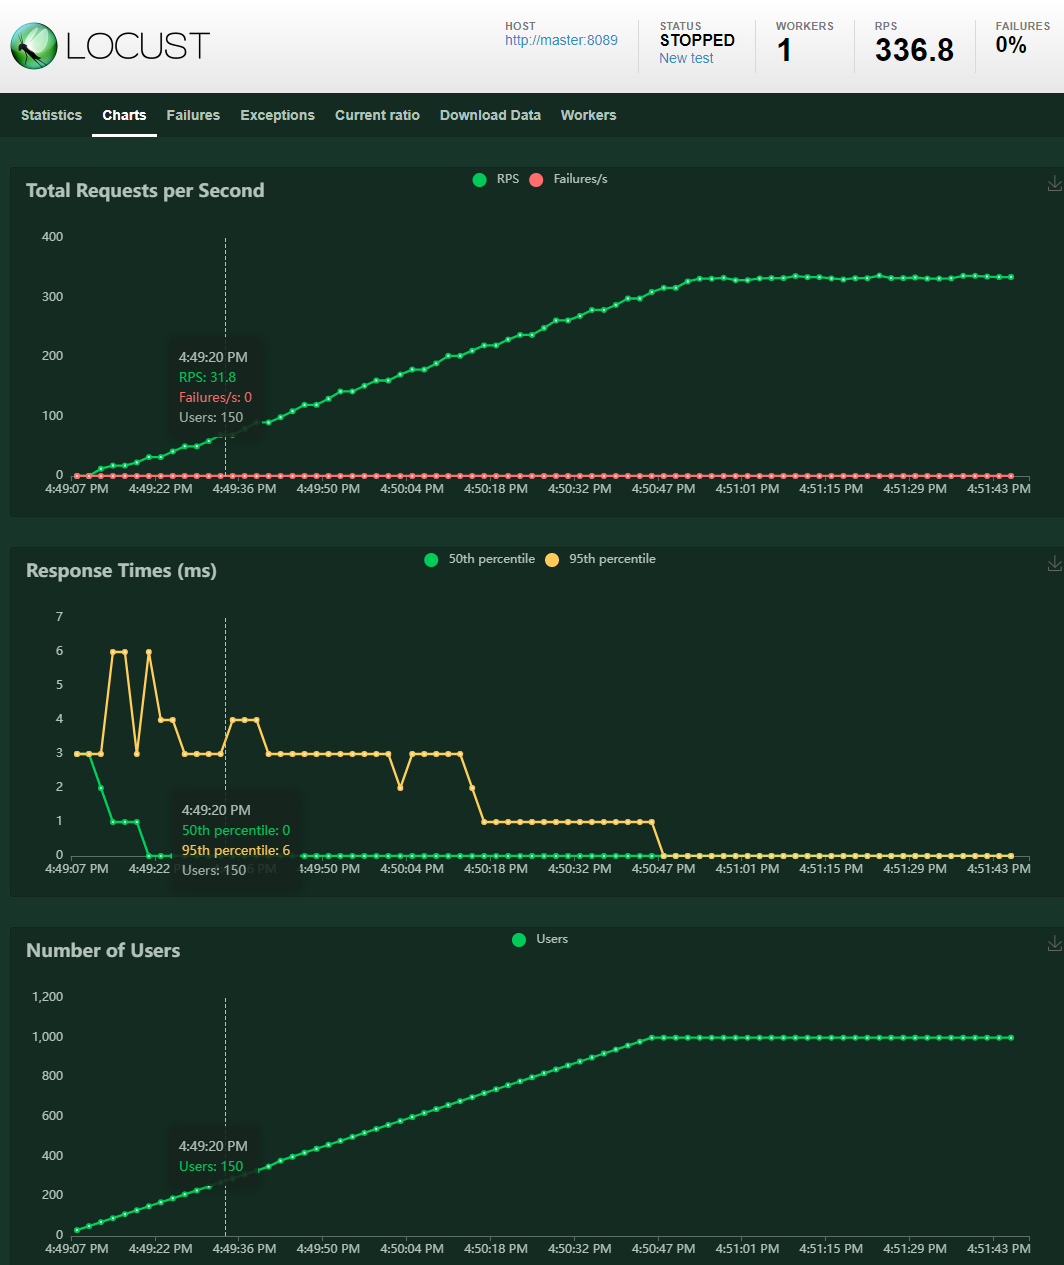 LOCUST
HOST
http://master:8089
STATUS
STOPPED
New test
WORKERS
1
RPS
336.8
FAILURES
0%
Statistics Charts Failures Exceptions Current ratio Download Data Workers
Total Requests per Second
RPS Failures/s
400
300
200
100
0
4:49:20 PM
RPS: 31.8
Failures/s: 0
Users: 150
4:49:07 PM 4:49:22 PM 4:49:36 PM 4:49:50 PM 4:50:04 PM 4:50:18 PM 4:50:32 PM 4:50:47 PM 4:51:01 PM 4:51:15 PM 4:51:29 PM 4:51:43 PM
Response Times (ms)
50th percentile 95th percentile
7
6
5
4
3
2
1
0
4:49:20 PM
50th percentile: 0
95th percentile: 6
Users: 150
4:49:07 PM 4:49:22 4:49:50 PM 4:50:04 PM 4:50:18 PM 4:50:32 PM 4:50:47 PM 4:51:01 PM 4:51:15 PM 4:51:29 PM 4:51:43 PM
Number of Users
Users
1,200
1,000
800
600
400
200
0
4:49:20 PM
Users: 150
4:49:07 PM 4:49:22 PM 4:49:36 PM 4:49:50 PM 4:50:04 PM 4:50:18 PM 4:50:32 PM 4:50:47 PM 4:51:01 PM 4:51:15 PM 4:51:29 PM 4:51:43 PM